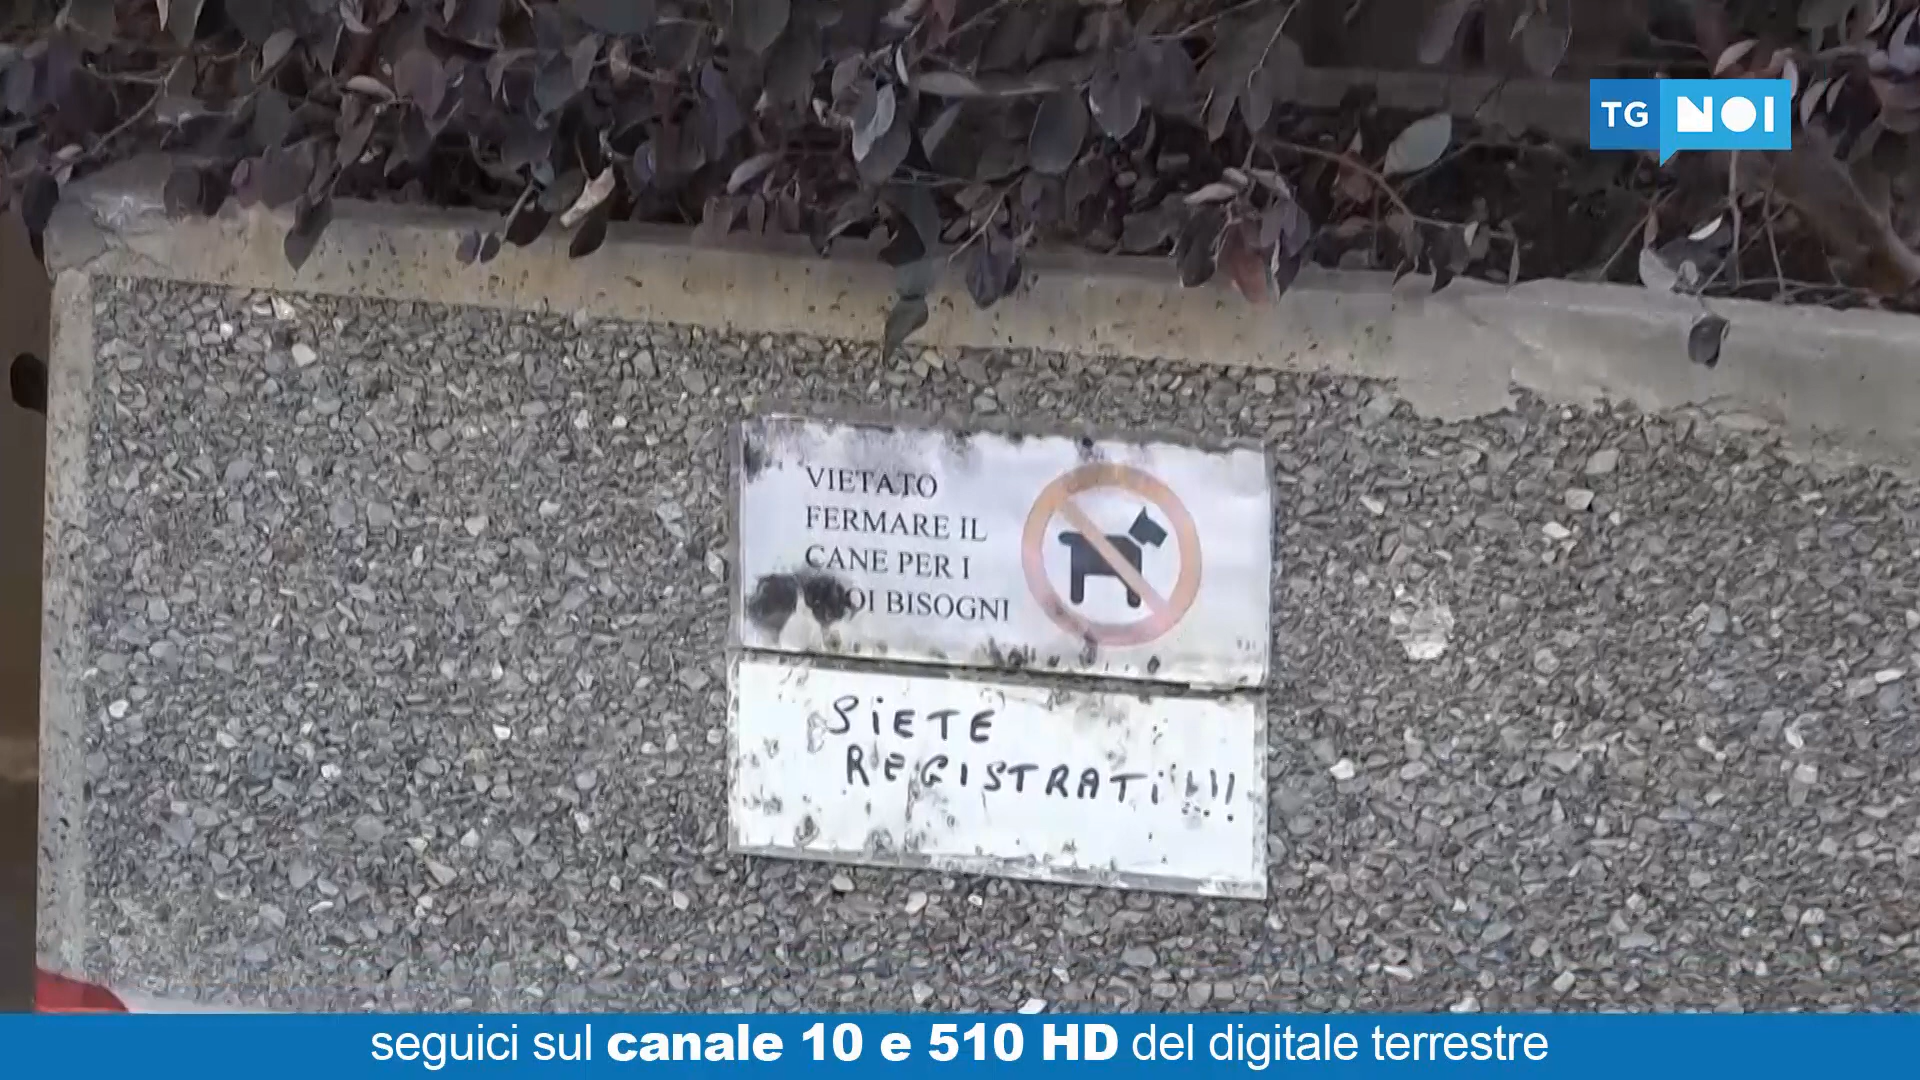 TG NOI
VIETATO
FERMARE IL
CANE PER I
BISOGNI
SiETE
REGISTRATi!!!
seguici sul canale 10 e 510 HD del digitale terrestre